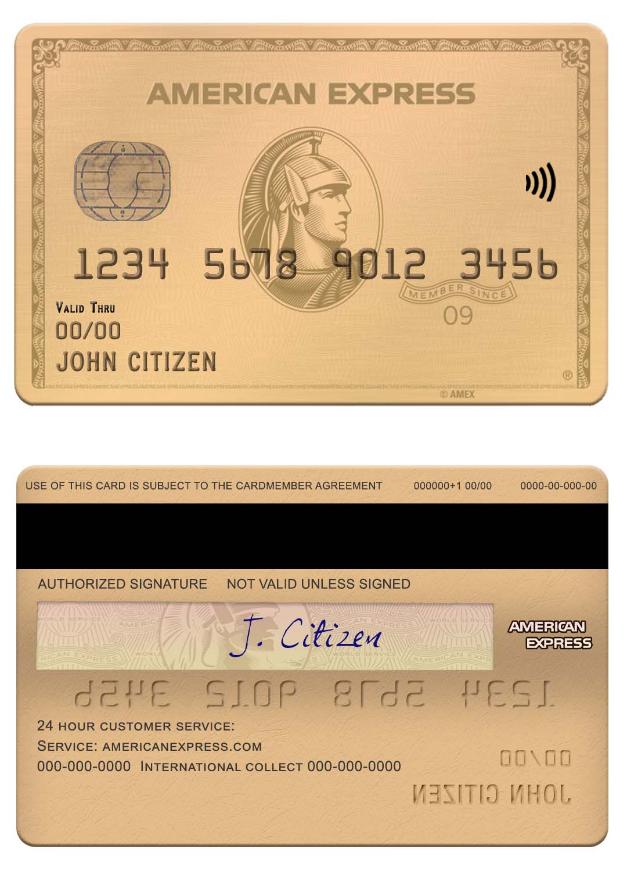 AMERICAN EXPRESS
1234 5678 9012 3456
MEMBER SINCE
09
VALID THRU
00/00
JOHN CITIZEN
®
© AMEX
USE OF THIS CARD IS SUBJECT TO THE CARDMEMBER AGREEMENT 000000+1 00/00 0000-00-000-00
AUTHORIZED SIGNATURE NOT VALID UNLESS SIGNED
J. Citizen
AMERICAN
EXPRESS
1234 5678 9012 3456
24 HOUR CUSTOMER SERVICE:
SERVICE: AMERICANEXPRESS.COM
000-000-0000 INTERNATIONAL COLLECT 000-000-0000
00/00
JOHN CITIZEN